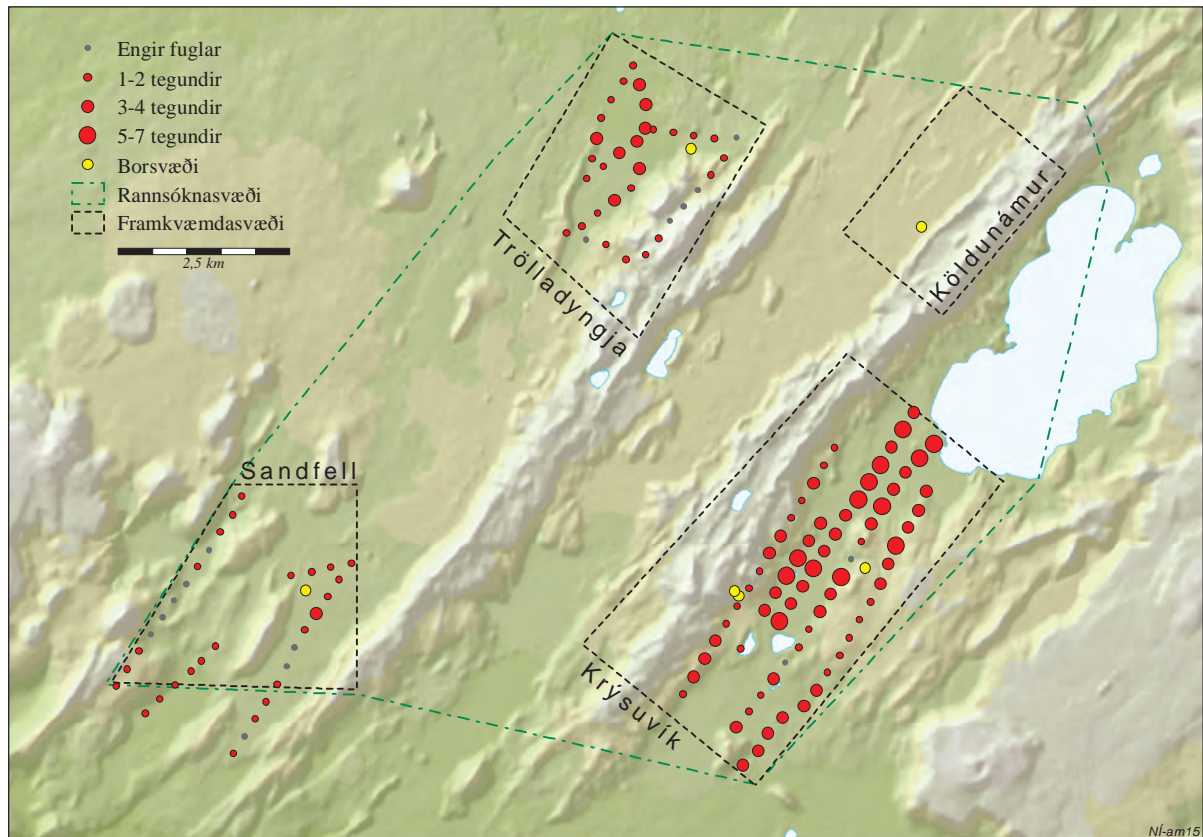 Engir fuglar
1-2 tegundir
3-4 tegundir
5-7 tegundir
Borsvæði
Rannsóknasvæði
Framkvæmdasvæði
2,5 km
Trölladyngja
Köldunámur
Sandfell
Krýsuvík
NÍ-am15